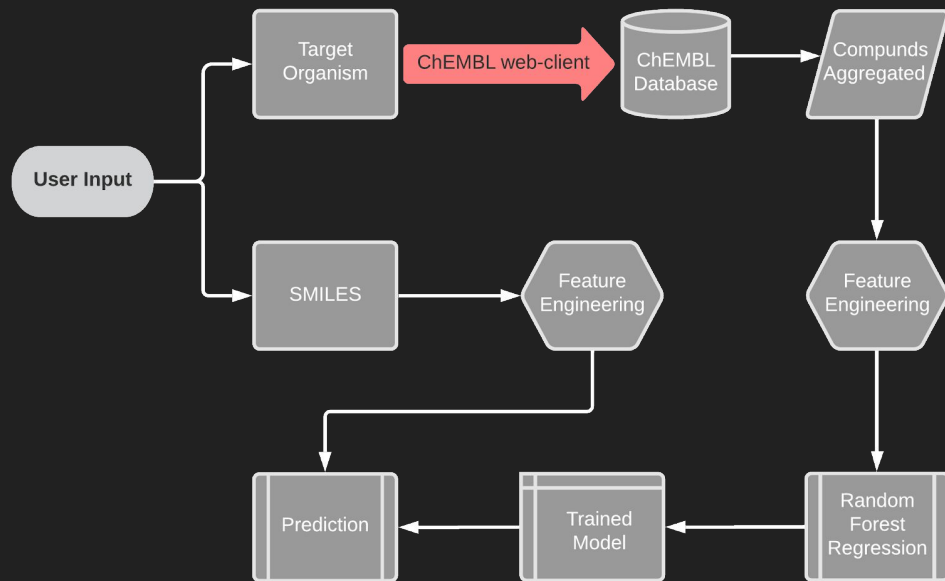 Target
Organism
ChEMBL web-client
ChEMBL
Database
Compunds
Aggregated
User Input
SMILES
Feature
Engineering
Feature
Engineering
Prediction
Trained
Model
Random
Forest
Regression